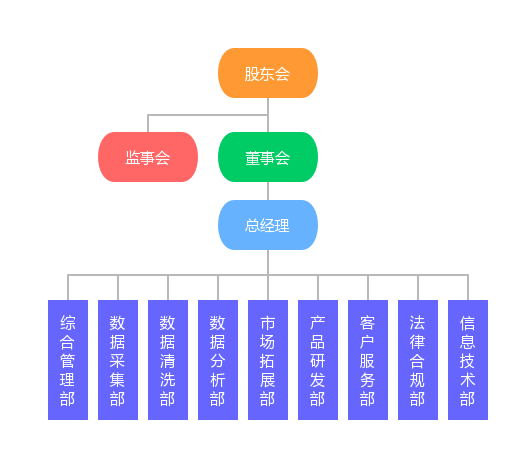 股东会
监事会
董事会
总经理
综合管理部
数据采集部
数据清洗部
数据分析部
市场拓展部
产品研发部
客户服务部
法律合规部
信息技术部